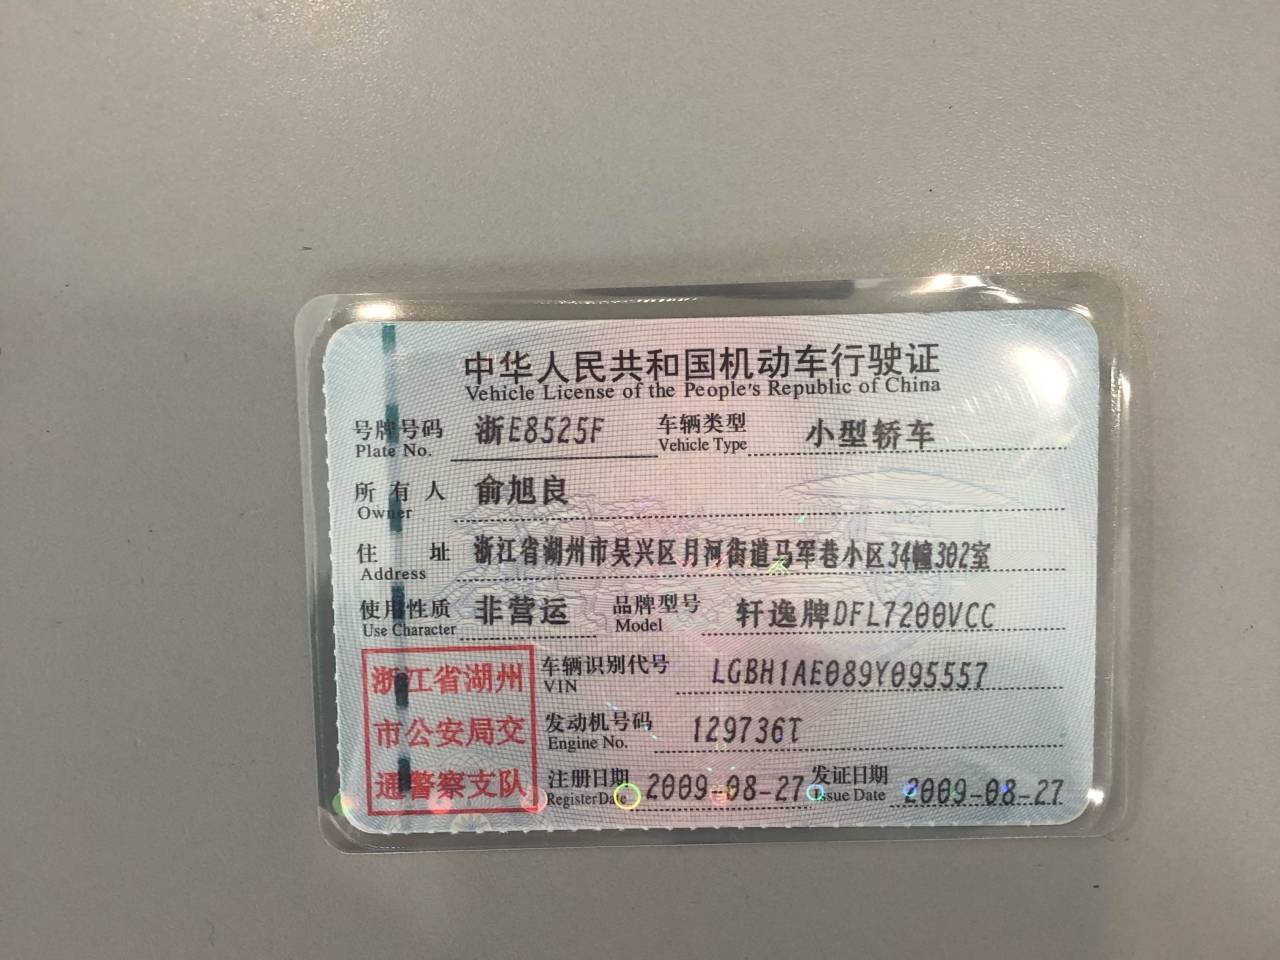 中华人民共和国机动车行驶证
Vehicle License of the People's Republic of China
号牌号码 浙E8525F 车辆类型 小型轿车
Plate No. Vehicle Type
所有人 俞旭良
Owner
住址 浙江省湖州市吴兴区月河街道马军巷小区34幢302室
Address
使用性质 非营运 品牌型号 轩逸牌DFL7200VCC
Use Character Model
浙江省湖州
市公安局交
通警察支队
车辆识别代号 LGBH1AE089Y095557
VIN
发动机号码 129736T
Engine No.
注册日期 2009-08-27 发证日期 2009-08-27
Register Date Issue Date